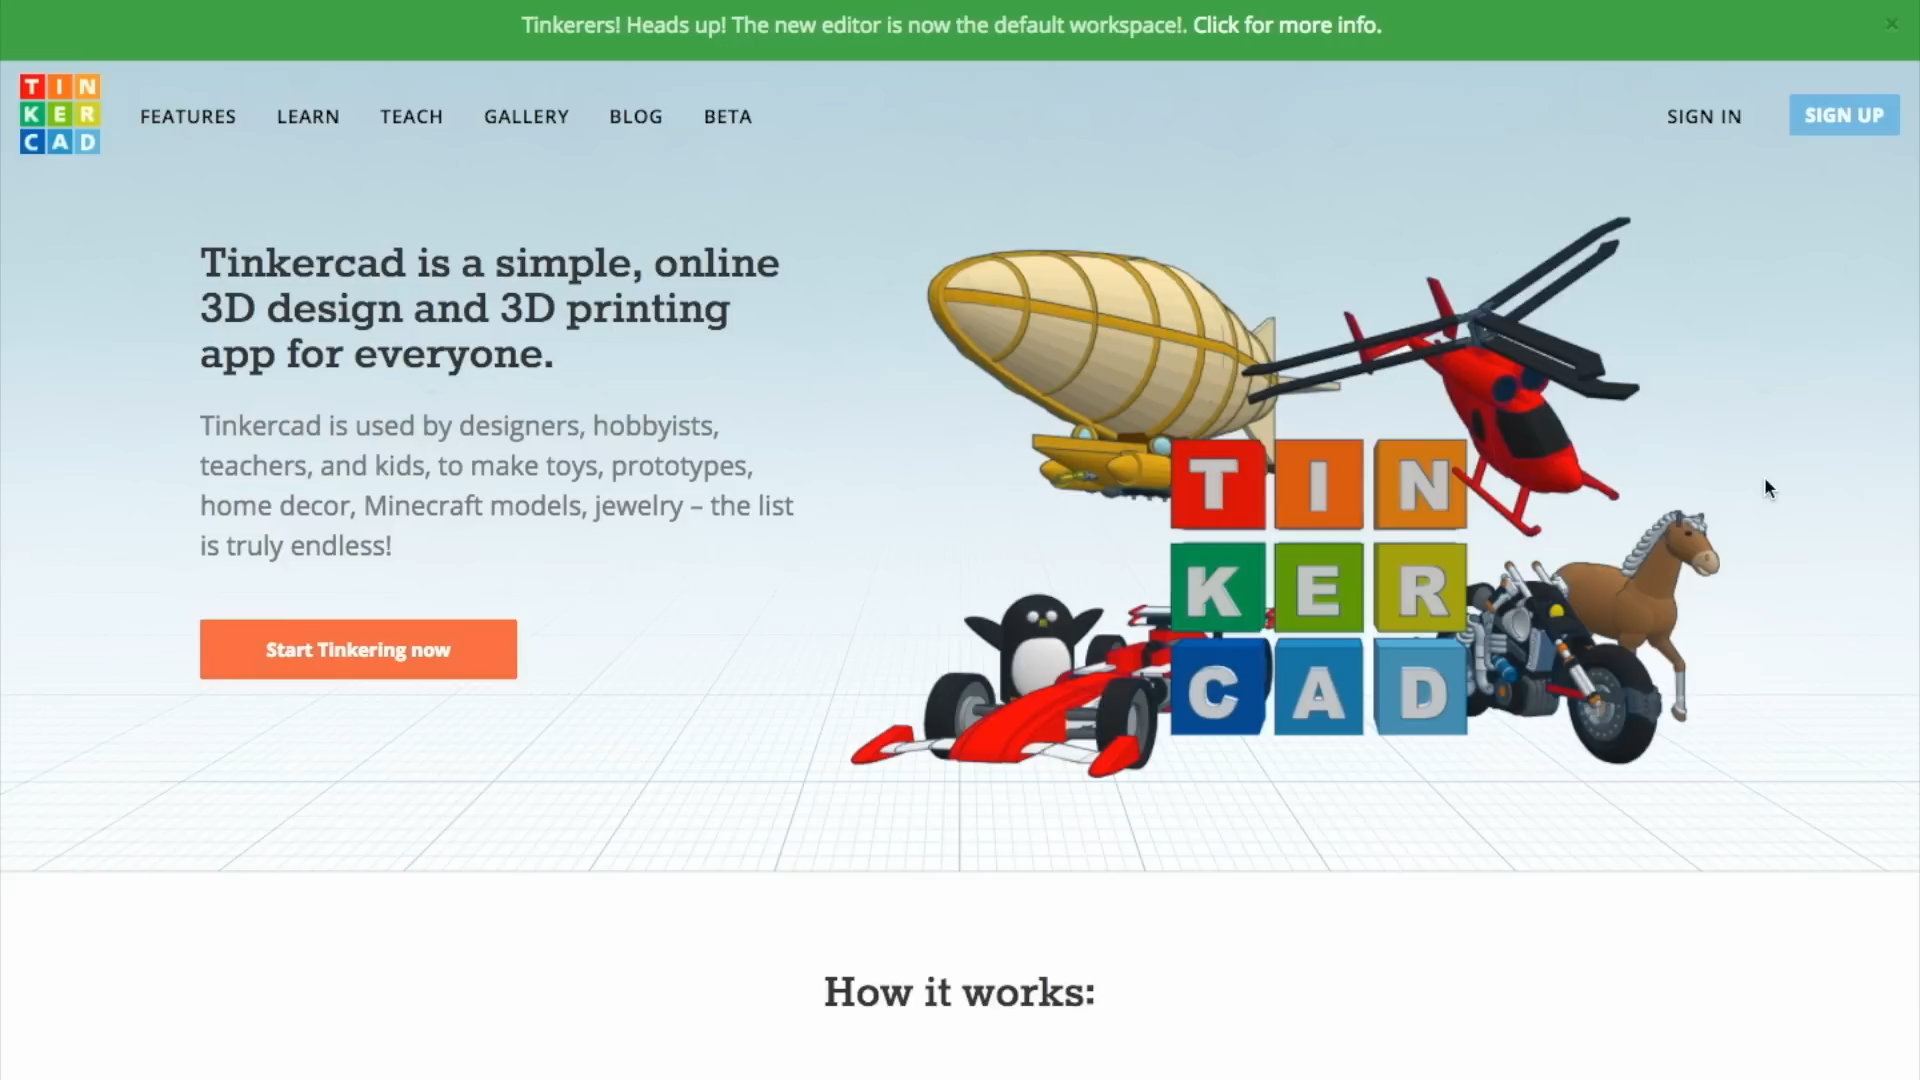 Tinkerers! Heads up! The new editor is now the default workspace!. Click for more info.
×
TIN
KER
CAD
FEATURES LEARN TEACH GALLERY BLOG BETA
SIGN IN SIGN UP
Tinkercad is a simple, online
3D design and 3D printing
app for everyone.
Tinkercad is used by designers, hobbyists,
teachers, and kids, to make toys, prototypes,
home decor, Minecraft models, jewelry – the list
is truly endless!
Start Tinkering now
TIN
KER
CAD
How it works: